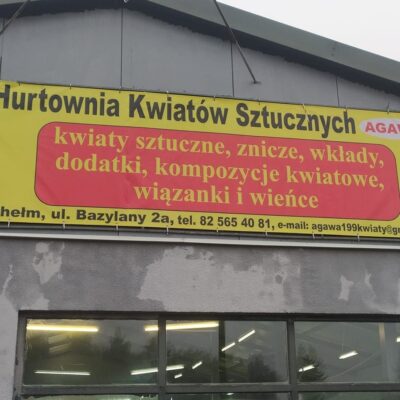 Hurtownia Kwiatów Sztucznych AGAW
kwiaty sztuczne, znicze, wkłady,
dodatki, kompozycje kwiatowe,
wiązanki i wieńce
hełm, ul. Bazylany 2a, tel. 82 565 40 81, e-mail: agawa199kwiaty@g